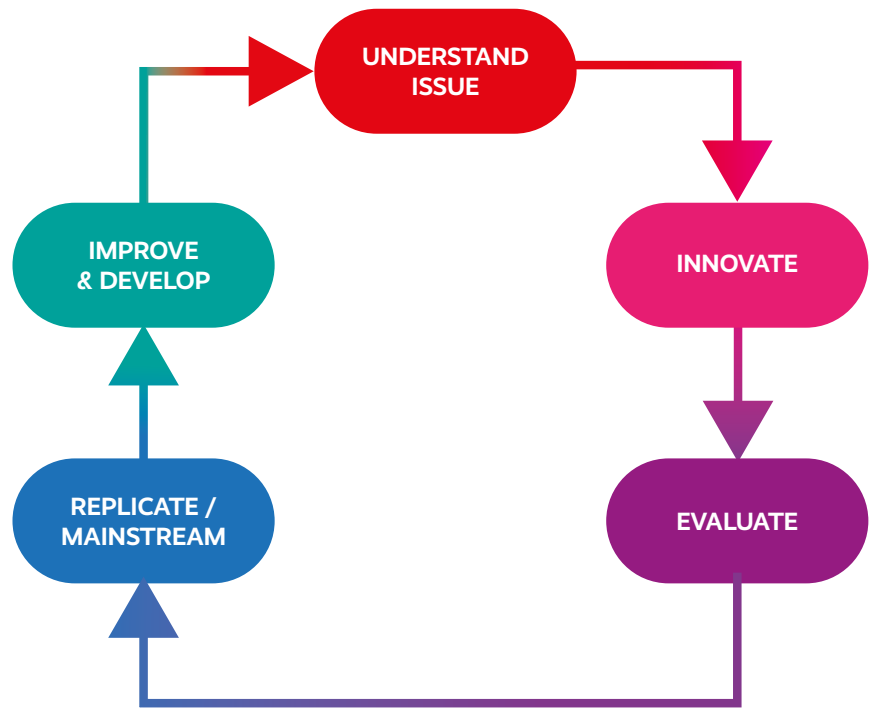 UNDERSTAND
ISSUE
INNOVATE
EVALUATE
REPLICATE /
MAINSTREAM
IMPROVE
& DEVELOP